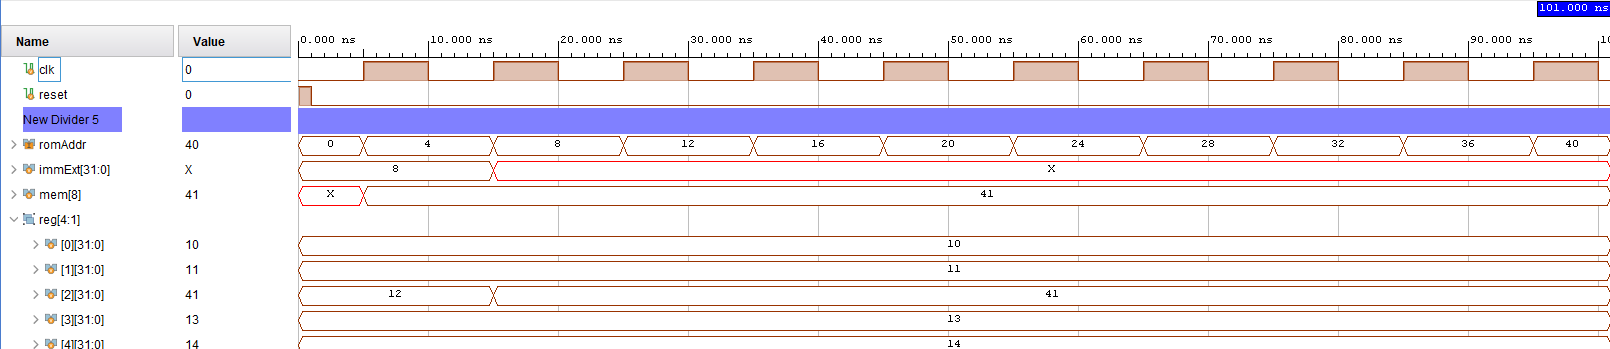 101.000 ns
Name Value 0.000 ns 10.000 ns 20.000 ns 30.000 ns 40.000 ns 50.000 ns 60.000 ns 70.000 ns 80.000 ns 90.000 ns
clk 0
reset 0
New Divider 5
romAddr 40 0 4 8 12 16 20 24 28 32 36 40
immExt[31:0] X 8 X
mem[8] 41 X 41
reg[4:1]
[0][31:0] 10 10
[1][31:0] 11 11
[2][31:0] 41 12 41
[3][31:0] 13 13
[4][31:0] 14 14